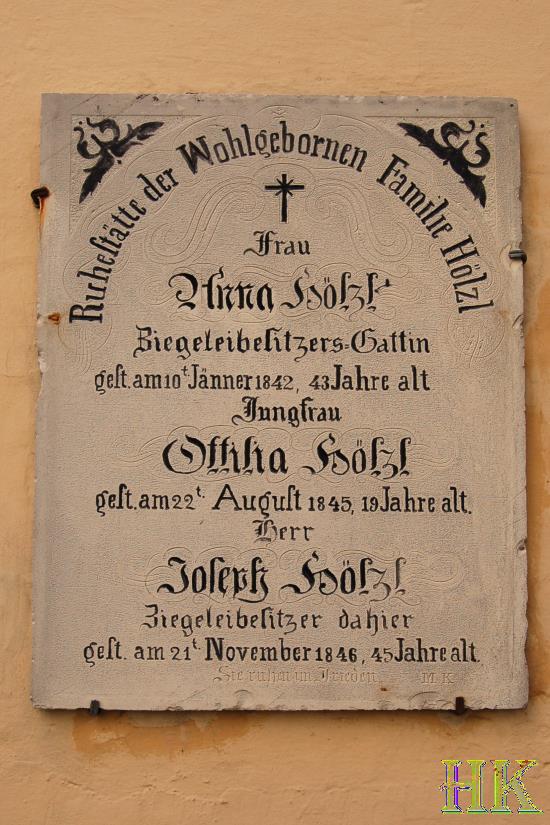 Ruheſtätte der Wohlgebornen Familie Hölzl
Frau
Anna Hölzl
Ziegeleibeſitzers=Gattin
geſt. am 10t. Jänner 1842, 43 Jahre alt
Jungfrau
Ottilia Hölzl
geſt. am 22t. Auguſt 1845, 19 Jahre alt.
Herr
Joſeph Hölzl
Ziegeleibeſitzer dahier
geſt. am 21t. November 1846, 45 Jahre alt.
Sie ruhen im Frieden. M. K.
HK